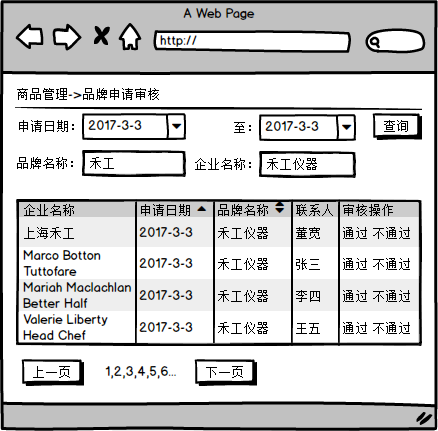 A Web Page
http://
商品管理->品牌申请审核
申请日期： 2017-3-3 至： 2017-3-3 查询
品牌名称： 禾工 企业名称： 禾工仪器
企业名称 申请日期 品牌名称 联系人 审核操作
上海禾工 2017-3-3 禾工仪器 董宽 通过 不通过
Marco Botton
Tuttofare 2017-3-3 禾工仪器 张三 通过 不通过
Mariah Maclachlan
Better Half 2017-3-3 禾工仪器 李四 通过 不通过
Valerie Liberty
Head Chef 2017-3-3 禾工仪器 王五 通过 不通过
上一页 1,2,3,4,5,6... 下一页